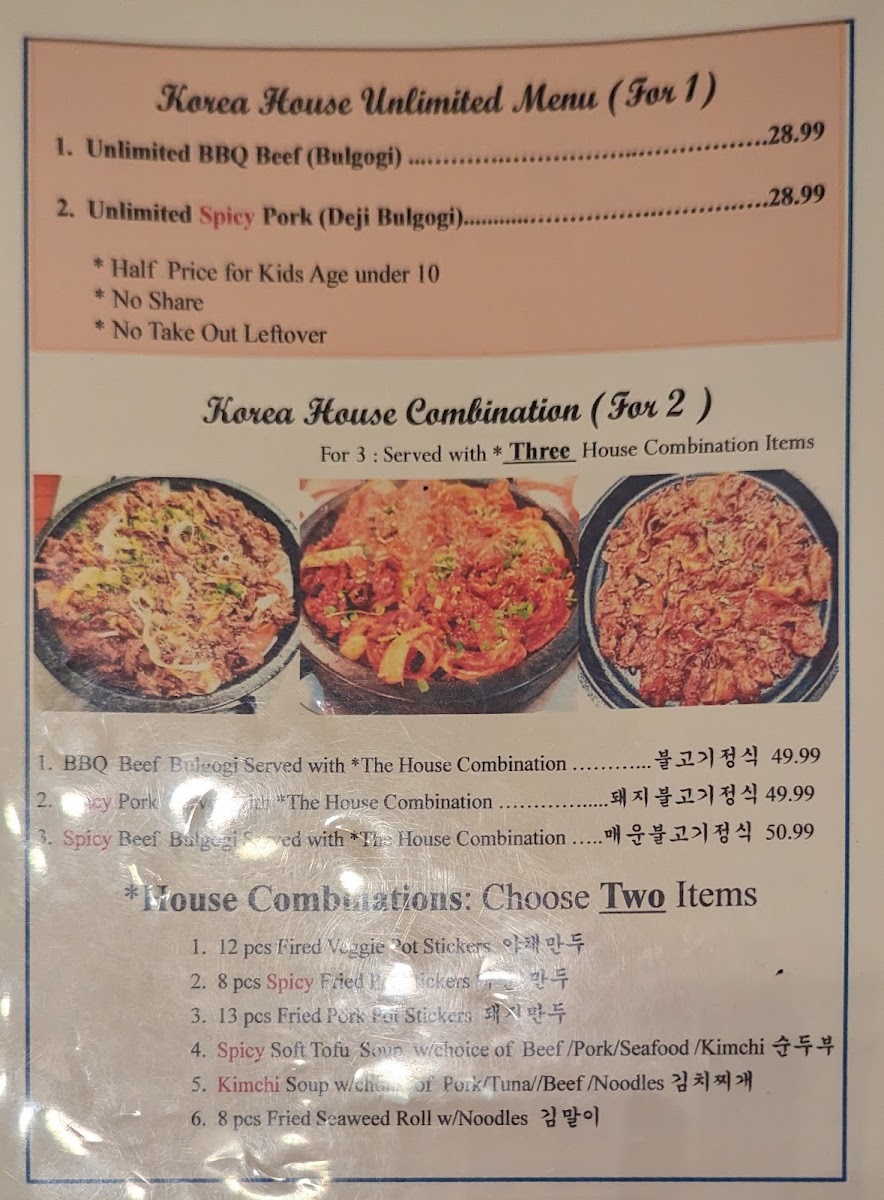 Korea House Unlimited Menu (For 1)
1. Unlimited BBQ Beef (Bulgogi) ................................................28.99
2. Unlimited Spicy Pork (Deji Bulgogi)..........................................28.99
* Half Price for Kids Age under 10
* No Share
* No Take Out Leftover
Korea House Combination (For 2 )
For 3 : Served with * Three House Combination Items
1. BBQ Beef Bulgogi Served with *The House Combination ............불고기정식 49.99
2. Pork with *The House Combination ..................돼지불고기정식 49.99
3. Spicy Beef Bulgogi Served with *The House Combination .....매운불고기정식 50.99
*House Combinations: Choose Two Items
1. 12 pcs Fired Veggie Pot Stickers 야채만두
2. 8 pcs Spicy Fried 만두
3. 13 pcs Fried Pork Pot Stickers 돼지만두
4. Spicy Soft Tofu Soup w/choice of Beef /Pork/Seafood /Kimchi 순두부
5. Kimchi Soup of Pork/Tuna//Beef /Noodles 김치찌개
6. 8 pcs Fried Seaweed Roll w/Noodles 김말이